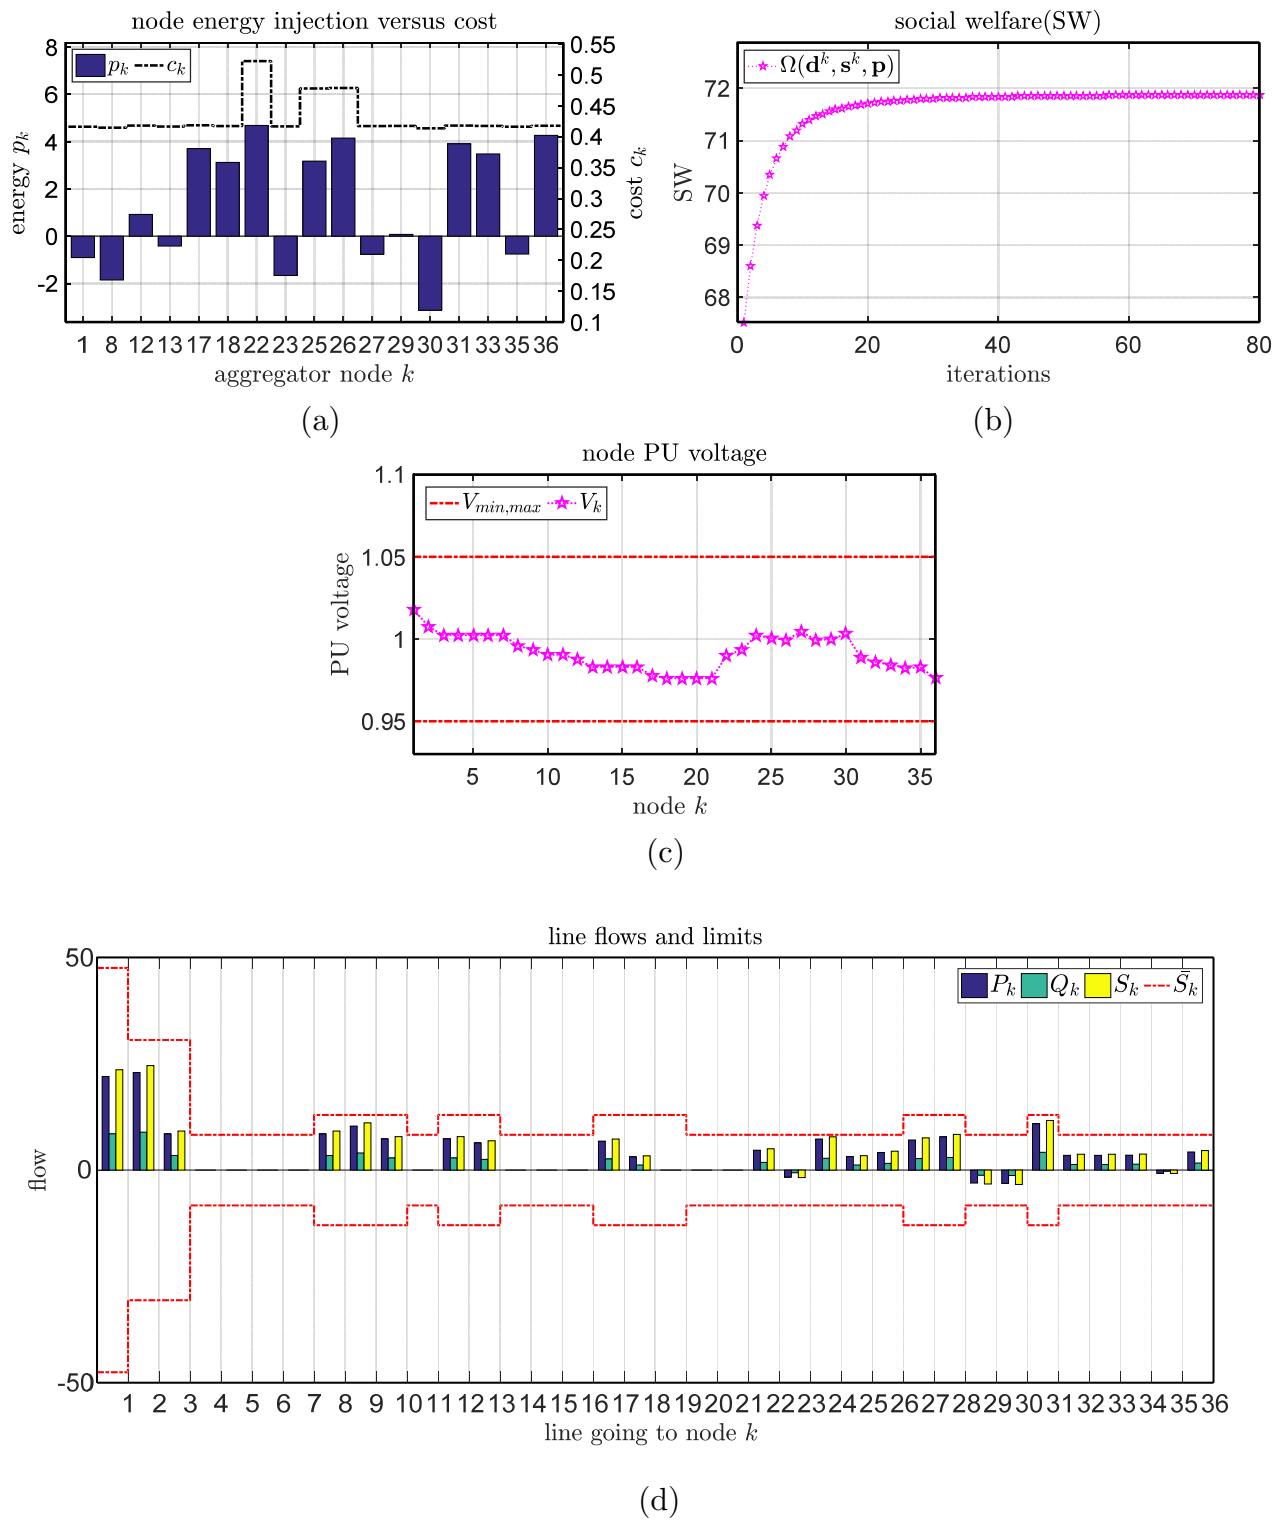 node energy injection versus cost
p_k c_k
8
6
4
2
0
-2
energy p_k
0.55
0.5
0.45
0.4
0.35
0.3
0.25
0.2
0.15
0.1
cost c_k
1 8 12 13 17 18 22 23 25 26 27 29 30 31 33 35 36
aggregator node k
(a)
social welfare(SW)
Ω(d^k, s^k, p)
72
71
70
69
68
SW
0 20 40 60 80
iterations
(b)
node PU voltage
V_{min,max} V_k
1.1
1.05
1
0.95
PU voltage
5 10 15 20 25 30 35
node k
(c)
line flows and limits
P_k Q_k S_k S̄_k
50
0
-50
flow
1 2 3 4 5 6 7 8 9 10 11 12 13 14 15 16 17 18 19 20 21 22 23 24 25 26 27 28 29 30 31 32 33 34 35 36
line going to node k
(d)